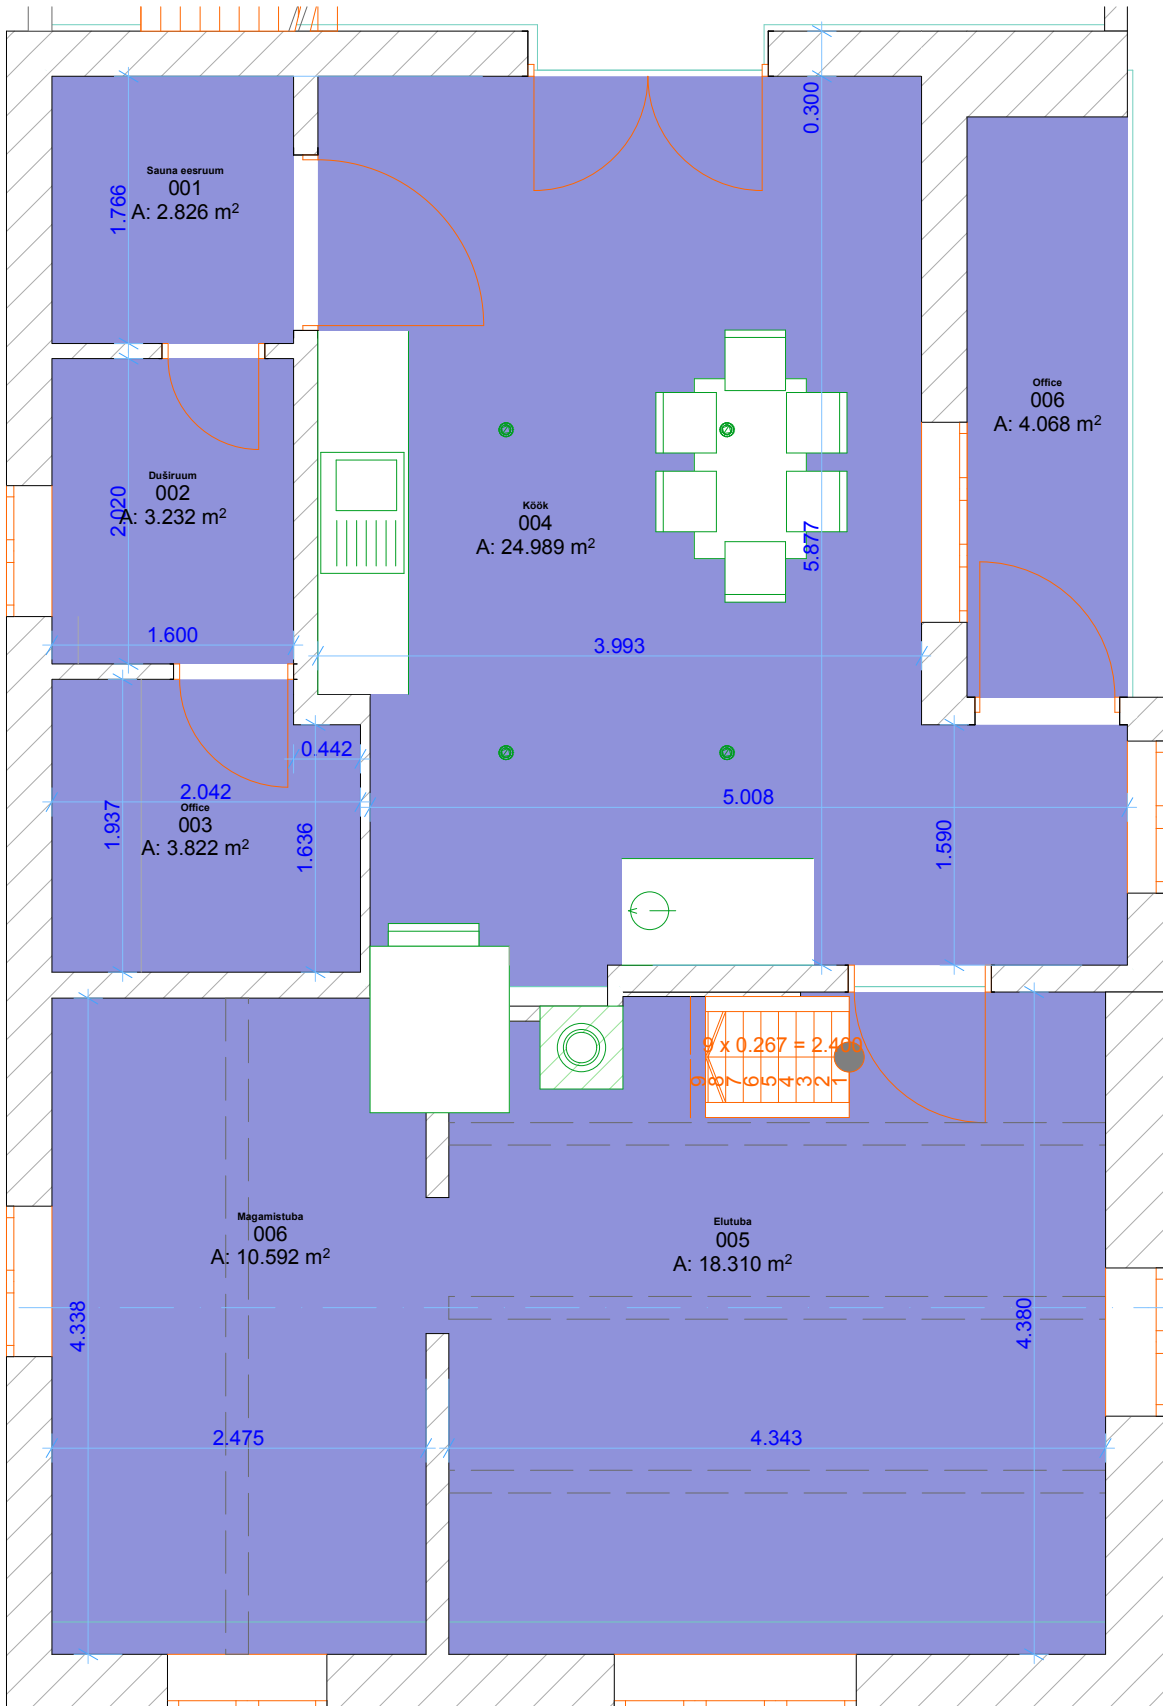 0.300
Sauna eesruum
001
A: 2.826 m²
1.766
Office
006
A: 4.068 m²
Duširuum
002
A: 3.232 m²
2.020
Köök
004
A: 24.989 m²
5.877
1.600
3.993
0.442
2.042
Office
003
A: 3.822 m²
1.937
1.636
5.008
1.590
9 x 0.267 = 2.400
9 8 7 6 5 4 3 2 1
Magamistuba
006
A: 10.592 m²
Elutuba
005
A: 18.310 m²
4.338
4.380
2.475
4.343